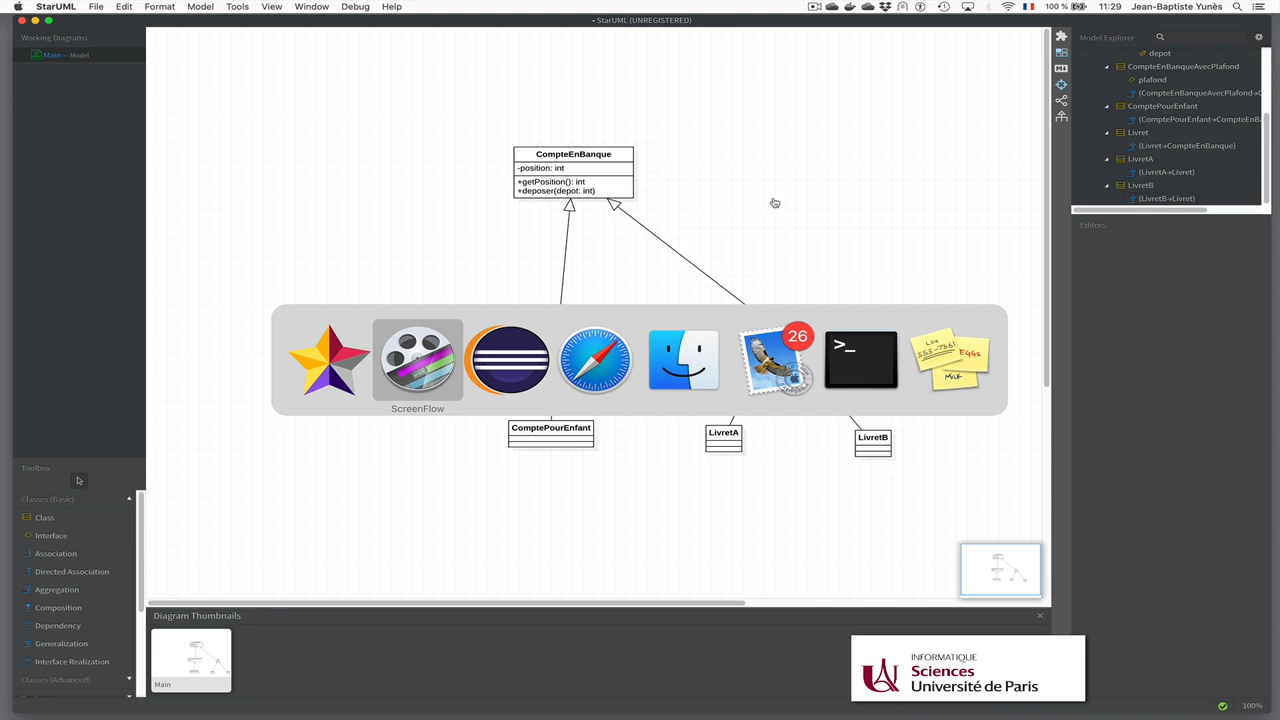 StarUML File Edit Format Model Tools View Window Debug Help 100 % 11:29 Jean-Baptiste Yunès
• StarUML (UNREGISTERED)
Working Diagrams
Main — Model
CompteEnBanque
-position: int
+getPosition(): int
+deposer(depot: int)
26
>_
EGGS
Milk
ScreenFlow
ComptePourEnfant
LivretA
LivretB
Toolbox
Classes (Basic)
Class
Interface
Association
Directed Association
Aggregation
Composition
Dependency
Generalization
Interface Realization
Classes (Advanced)
Diagram Thumbnails
Main
Model Explorer
depot
CompteEnBanqueAvecPlafond
plafond
(CompteEnBanqueAvecPlafond→
ComptePourEnfant
(ComptePourEnfant→CompteEnBa
Livret
(Livret→CompteEnBanque)
LivretA
(LivretA→Livret)
LivretB
(LivretB→Livret)
Editors
INFORMATIQUE
Sciences
Université de Paris
100%